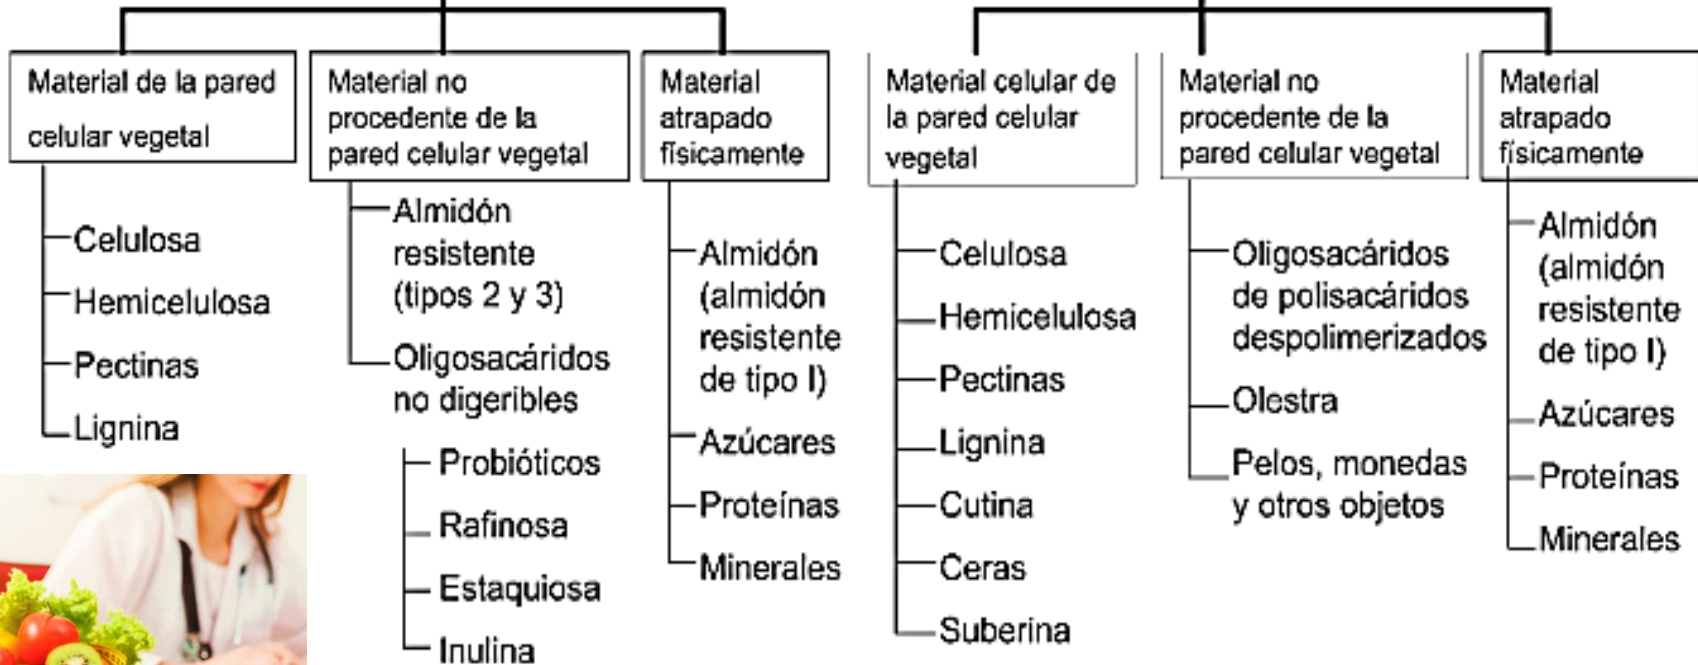 Material de la pared
celular vegetal
Celulosa
Hemicelulosa
Pectinas
Lignina
Material no
procedente de la
pared celular vegetal
Almidón
resistente
(tipos 2 y 3)
Oligosacáridos
no digeribles
Probióticos
Rafinosa
Estaquiosa
Inulina
Material
atrapado
físicamente
Almidón
(almidón
resistente
de tipo I)
Azúcares
Proteínas
Minerales
Material celular de
la pared celular
vegetal
Celulosa
Hemicelulosa
Pectinas
Lignina
Cutina
Ceras
Suberina
Material no
procedente de la
pared celular vegetal
Oligosacáridos
de polisacáridos
despolimerizados
Olestra
Pelos, monedas
y otros objetos
Material
atrapado
físicamente
Almidón
(almidón
resistente
de tipo I)
Azúcares
Proteínas
Minerales